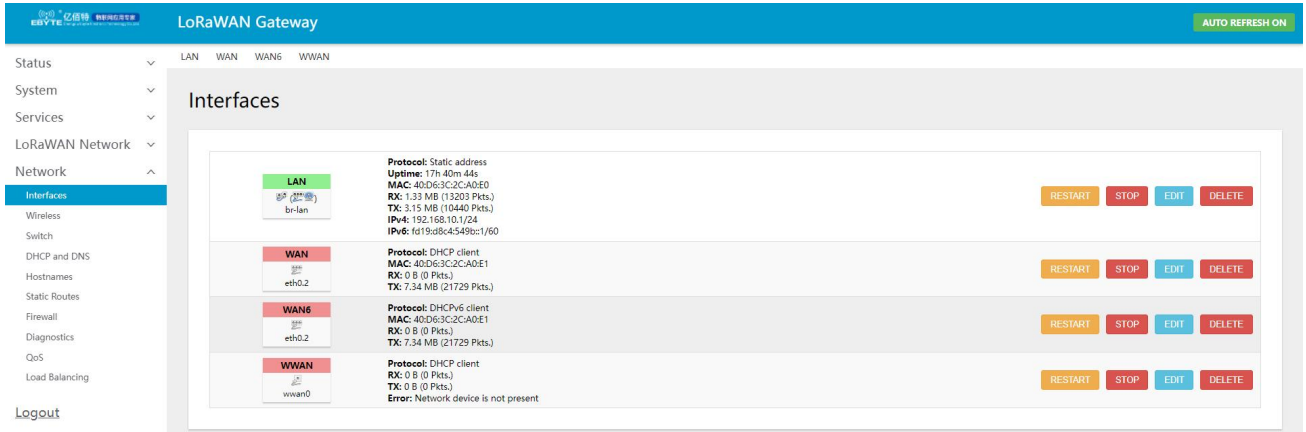 EBYTE 亿佰特 物联网应用专家
LoRaWAN Gateway
AUTO REFRESH ON
Status
System
Services
LoRaWAN Network
Network
Interfaces
Wireless
Switch
DHCP and DNS
Hostnames
Static Routes
Firewall
Diagnostics
QoS
Load Balancing
Logout
LAN WAN WAN6 WWAN
Interfaces
LAN
br-lan
Protocol: Static address
Uptime: 17h 40m 44s
MAC: 40:D6:3C:2C:A0:E0
RX: 1.33 MB (13203 Pkts.)
TX: 3.15 MB (10440 Pkts.)
IPv4: 192.168.10.1/24
IPv6: fd19:d8c4:549b::1/60
RESTART STOP EDIT DELETE
WAN
eth0.2
Protocol: DHCP client
MAC: 40:D6:3C:2C:A0:E1
RX: 0 B (0 Pkts.)
TX: 7.34 MB (21729 Pkts.)
RESTART STOP EDIT DELETE
WAN6
eth0.2
Protocol: DHCPv6 client
MAC: 40:D6:3C:2C:A0:E1
RX: 0 B (0 Pkts.)
TX: 7.34 MB (21729 Pkts.)
RESTART STOP EDIT DELETE
WWAN
wwan0
Protocol: DHCP client
RX: 0 B (0 Pkts.)
TX: 0 B (0 Pkts.)
Error: Network device is not present
RESTART STOP EDIT DELETE